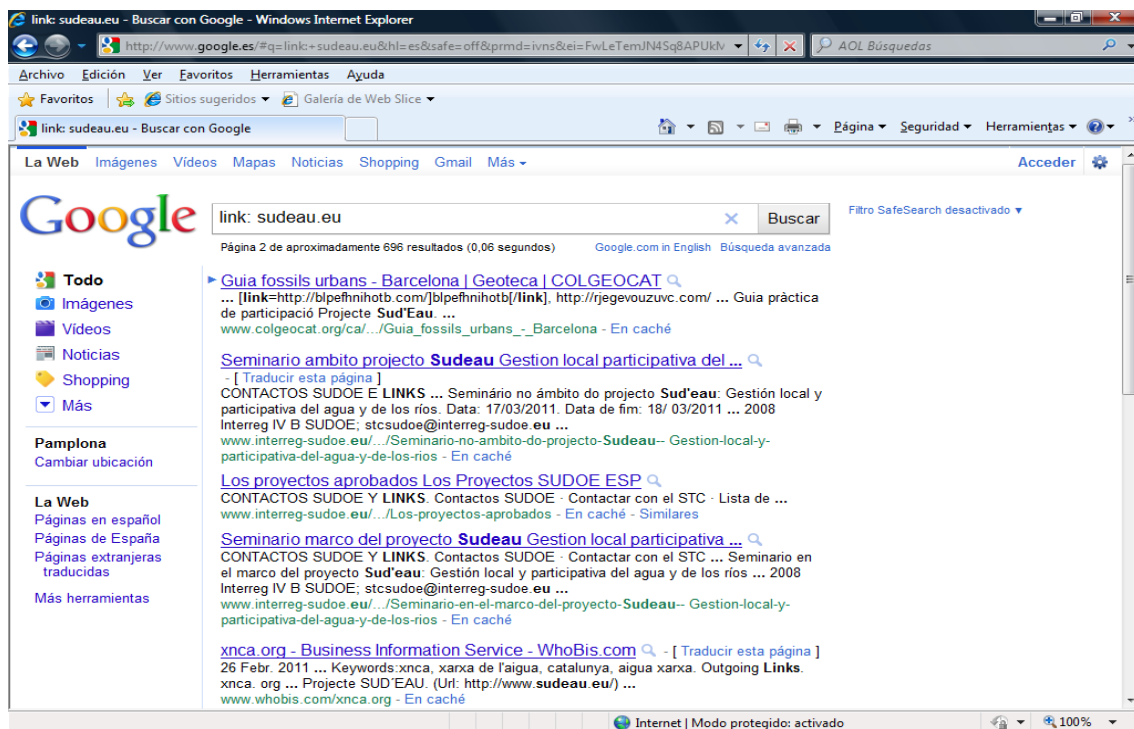 link: sudeau.eu - Buscar con Google - Windows Internet Explorer
http://www.google.es/#q=link:+sudeau.eu&hl=es&safe=off&prmd=ivns&ei=FwLeTemJN4Sq8APUkN
AOL Búsquedas
Archivo Edición Ver Favoritos Herramientas Ayuda
Favoritos Sitios sugeridos Galería de Web Slice
link: sudeau.eu - Buscar con Google
Página Seguridad Herramientas
La Web Imágenes Vídeos Mapas Noticias Shopping Gmail Más Acceder
Google
link: sudeau.eu
Buscar
Filtro SafeSearch desactivado
Página 2 de aproximadamente 696 resultados (0,06 segundos) Google.com in English Búsqueda avanzada
Todo
Imágenes
Vídeos
Noticias
Shopping
Más
Pamplona
Cambiar ubicación
La Web
Páginas en español
Páginas de España
Páginas extranjeras
traducidas
Más herramientas
Guia fossils urbans - Barcelona | Geoteca | COLGEOCAT
... [link=http://blpefhnihotb.com/]blpefhnihotb[/link], http://rjegevouzuvc.com/ ... Guia pràctica
de participació Projecte Sud'Eau. ...
www.colgeocat.org/ca/.../Guia_fossils_urbans_-_Barcelona - En caché
Seminario ambito projecto Sudeau Gestion local participativa del ...
- [ Traducir esta página ]
CONTACTOS SUDOE E LINKS ... Seminário no âmbito do projecto Sud'eau: Gestión local y
participativa del agua y de los ríos. Data: 17/03/2011. Data de fim: 18/ 03/2011 ... 2008
Interreg IV B SUDOE; stcsudoe@interreg-sudoe.eu ...
www.interreg-sudoe.eu/.../Seminario-no-ambito-do-projecto-Sudeau-- Gestion-local-y-
participativa-del-agua-y-de-los-rios - En caché
Los proyectos aprobados Los Proyectos SUDOE ESP
CONTACTOS SUDOE Y LINKS. Contactos SUDOE · Contactar con el STC · Lista de ...
www.interreg-sudoe.eu/.../Los-proyectos-aprobados - En caché - Similares
Seminario marco del proyecto Sudeau Gestion local participativa ...
CONTACTOS SUDOE Y LINKS. Contactos SUDOE · Contactar con el STC ... Seminario en
el marco del proyecto Sud'eau: Gestión local y participativa del agua y de los ríos ... 2008
Interreg IV B SUDOE; stcsudoe@interreg-sudoe.eu ...
www.interreg-sudoe.eu/.../Seminario-en-el-marco-del-proyecto-Sudeau-- Gestion-local-y-
participativa-del-agua-y-de-los-rios - En caché
xnca.org - Business Information Service - WhoBis.com - [ Traducir esta página ]
26 Febr. 2011 ... Keywords:xnca, xarxa de l'aigua, catalunya, aigua xarxa. Outgoing Links.
xnca. org ... Projecte SUD´EAU. (Url: http://www.sudeau.eu/) ...
www.whobis.com/xnca.org - En caché
Internet | Modo protegido: activado
100%